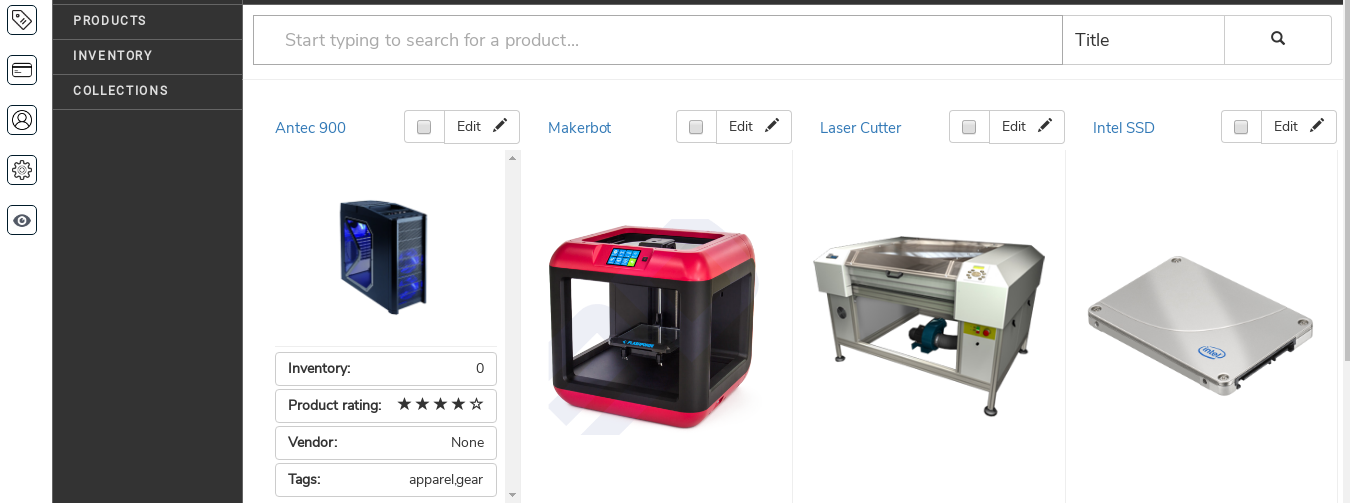 PRODUCTS
INVENTORY
COLLECTIONS
Start typing to search for a product...
Title
Antec 900
Edit
Makerbot
Edit
Laser Cutter
Edit
Intel SSD
Edit
intel
Inventory: 0
Product rating:
Vendor: None
Tags: apparel,gear